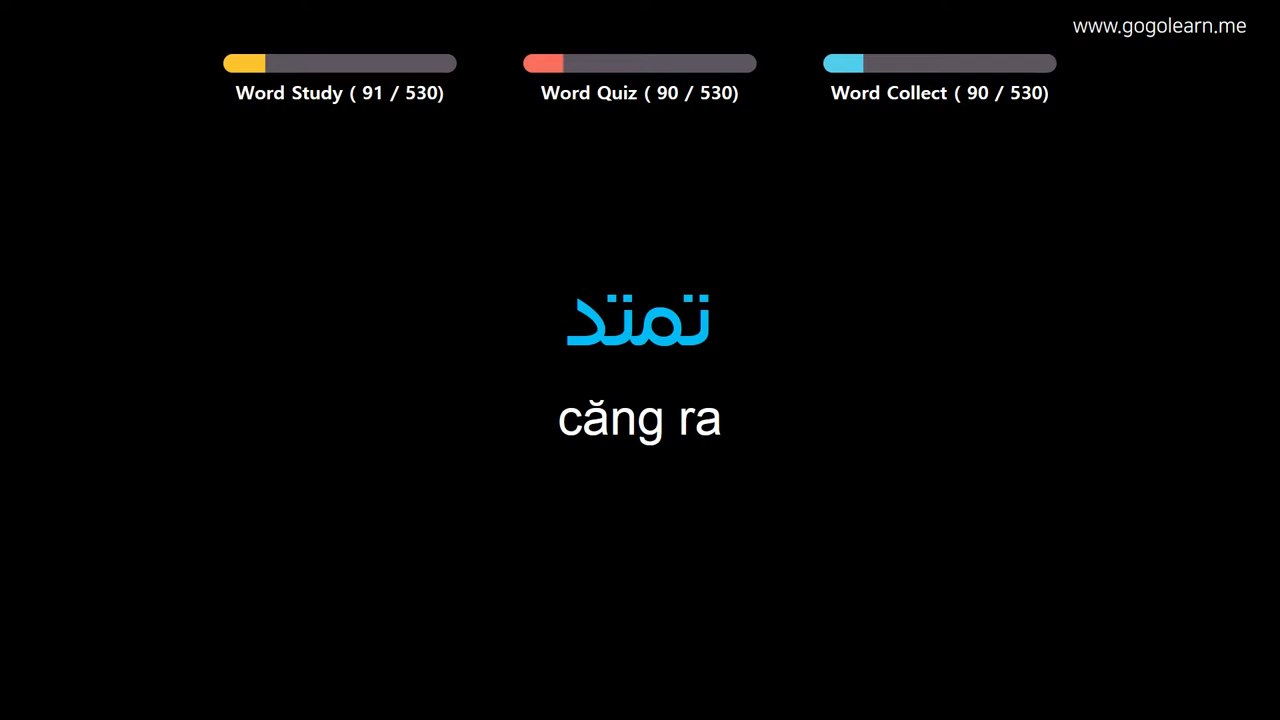 www.gogolearn.me
Word Study ( 91 / 530)
Word Quiz ( 90 / 530)
Word Collect ( 90 / 530)
تمتد
căng ra